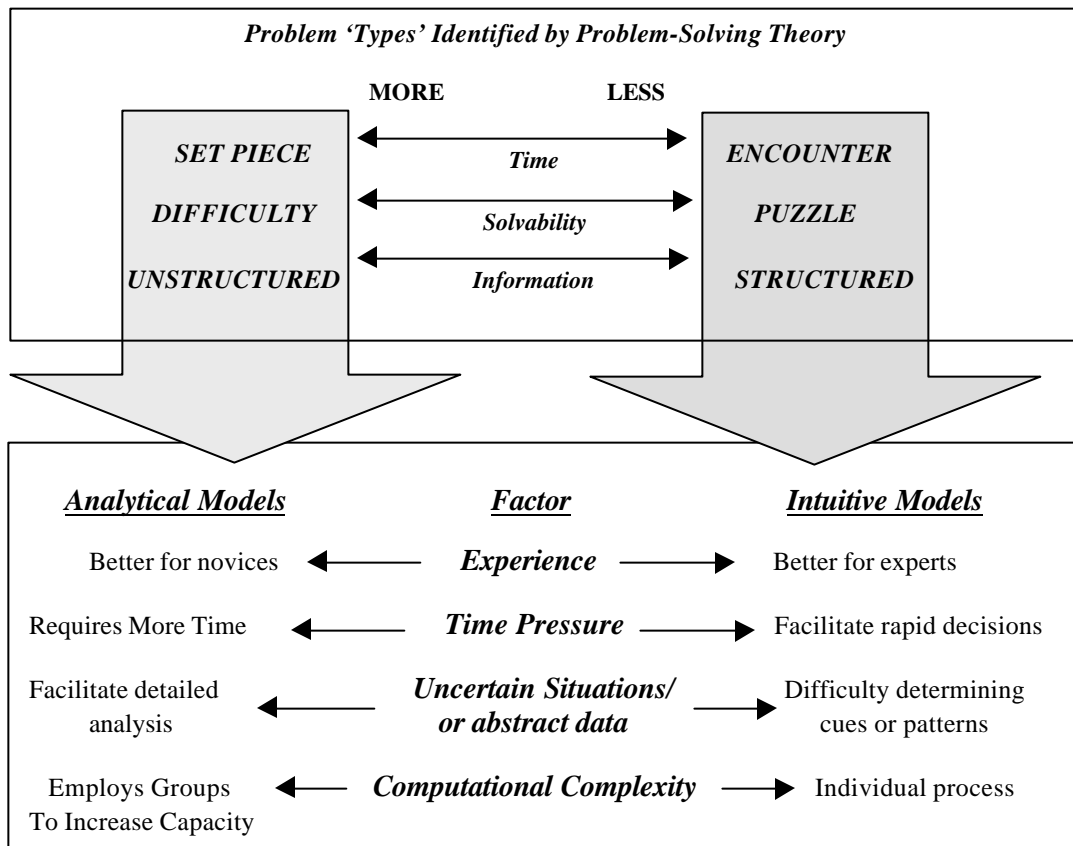 Problem ‘Types’ Identified by Problem-Solving Theory
MORE LESS
SET PIECE Time ENCOUNTER
DIFFICULTY Solvability PUZZLE
UNSTRUCTURED Information STRUCTURED
Analytical Models Factor Intuitive Models
Better for novices Experience Better for experts
Requires More Time Time Pressure Facilitate rapid decisions
Facilitate detailed Uncertain Situations/ Difficulty determining
analysis or abstract data cues or patterns
Employs Groups Computational Complexity Individual process
To Increase Capacity